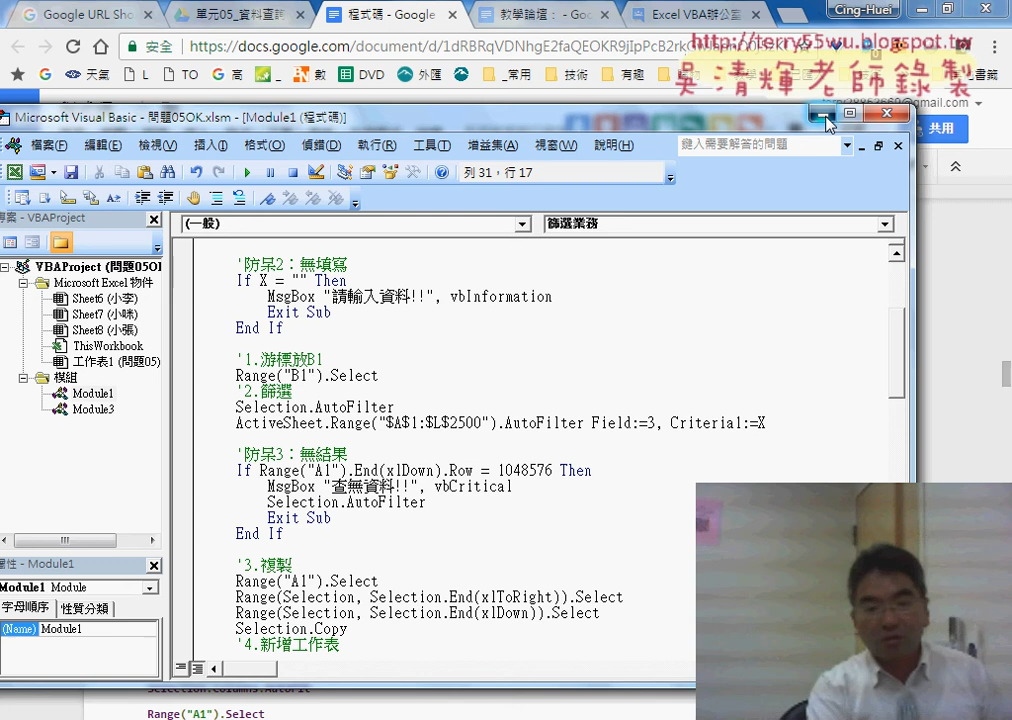 Google URL Sho
單元05_資料查詢
程式碼 - Google
教學論壇： - Goo
Excel VBA辦公室
Cing-Huei
安全
https://docs.google.com/document/d/1dRBRqVDNhgE2faQEOKR9jIpPcB2rk
http://terry55wu.blogspot.tw
吳清輝老師錄製
天氣
L
TO
高
數
DVD
外匯
_常用
技術
有趣
共用
Microsoft Visual Basic - 問題05OK.xlsm - [Module1 (程式碼)]
檔案(F) 編輯(E) 檢視(V) 插入(I) 格式(O) 偵錯(D) 執行(R) 工具(T) 增益集(A) 視窗(W) 說明(H)
鍵入需要解答的問題
列 31，行 17
專案 - VBAProject
(一般)
篩選業務
VBAProject (問題05O
Microsoft Excel 物件
Sheet6 (小李)
Sheet7 (小咪)
Sheet8 (小張)
ThisWorkbook
工作表1 (問題05)
模組
Module1
Module3
屬性 - Module1
Module1 Module
字母順序
性質分類
(Name) Module1
'防呆2：無填寫
If X = "" Then
MsgBox "請輸入資料!!", vbInformation
Exit Sub
End If
'1.游標放B1
Range("B1").Select
'2.篩選
Selection.AutoFilter
ActiveSheet.Range("$A$1:$L$2500").AutoFilter Field:=3, Criteria1:=X
'防呆3：無結果
If Range("A1").End(xlDown).Row = 1048576 Then
MsgBox "查無資料!!", vbCritical
Selection.AutoFilter
Exit Sub
End If
'3.複製
Range("A1").Select
Range(Selection, Selection.End(xlToRight)).Select
Range(Selection, Selection.End(xlDown)).Select
Selection.Copy
'4.新增工作表
Selection.Columns.AutoFit
Range("A1").Select